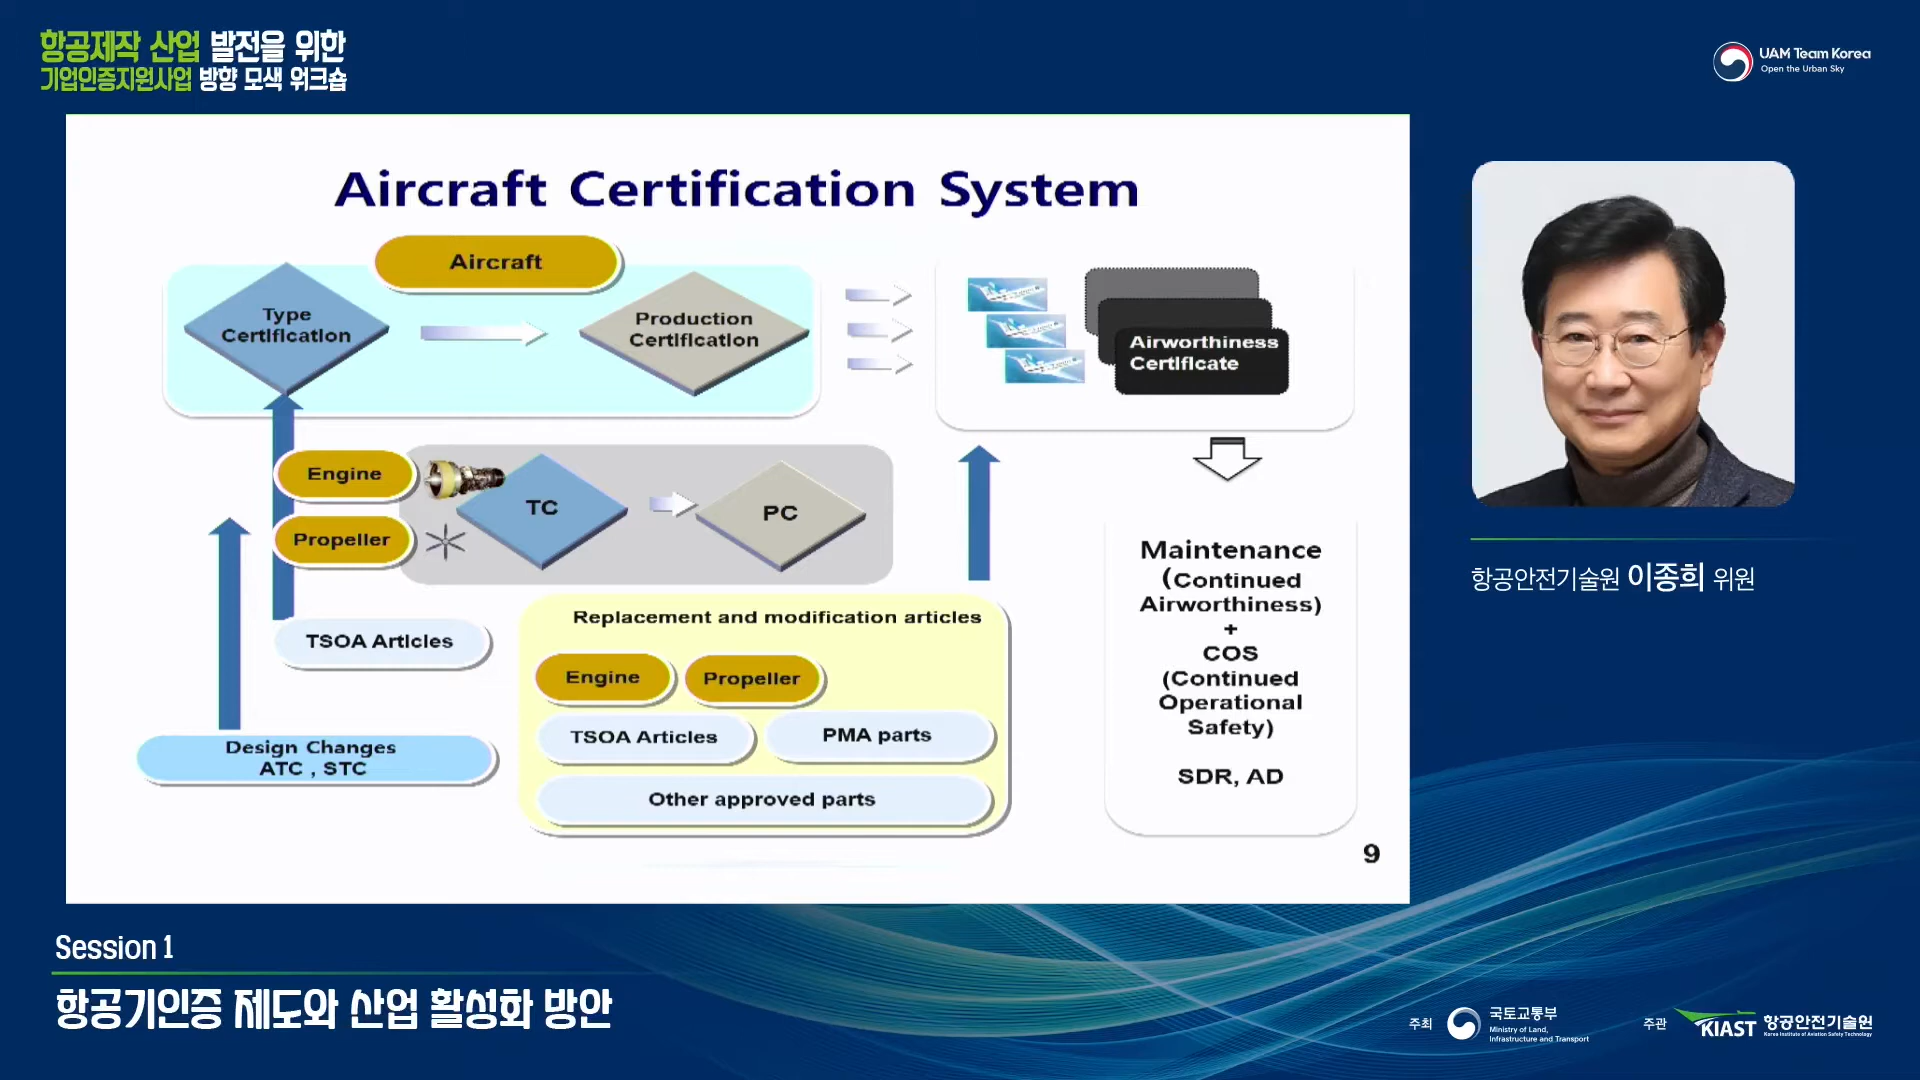 항공제작 산업 발전을 위한
기업인증지원사업 방향 모색 워크숍
UAM Team Korea
Open the Urban Sky
Aircraft Certification System
Aircraft
Type
Certification
Production
Certification
Airworthiness
Certificate
Engine
Propeller
TC
PC
TSOA Articles
Design Changes
ATC , STC
Replacement and modification articles
Engine
Propeller
TSOA Articles
PMA parts
Other approved parts
Maintenance
(Continued
Airworthiness)
+
COS
(Continued
Operational
Safety)
SDR, AD
9
항공안전기술원 이종희 위원
Session 1
항공기인증 제도와 산업 활성화 방안
주최
국토교통부
Ministry of Land,
Infrastructure and Transport
주관
KIAST 항공안전기술원
Korea Institute of Aviation Safety Technology